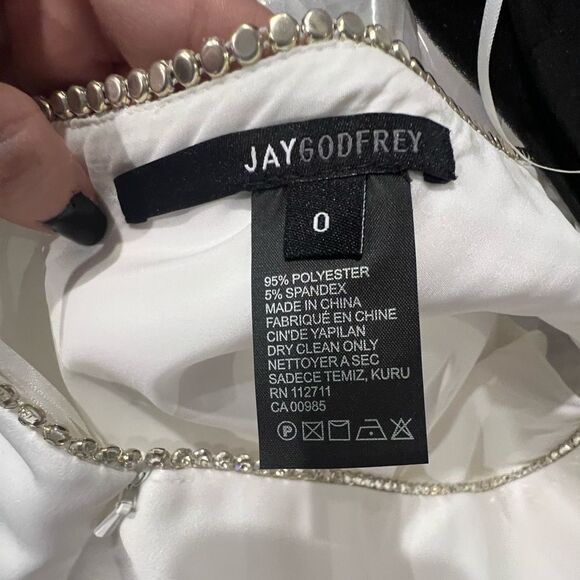 JAYGODFREY
0
95% POLYESTER
5% SPANDEX
MADE IN CHINA
FABRIQUÉ EN CHINE
CIN'DE YAPILAN
DRY CLEAN ONLY
NETTOYER A SEC
SADECE TEMIZ, KURU
RN 112711
CA 00985
P